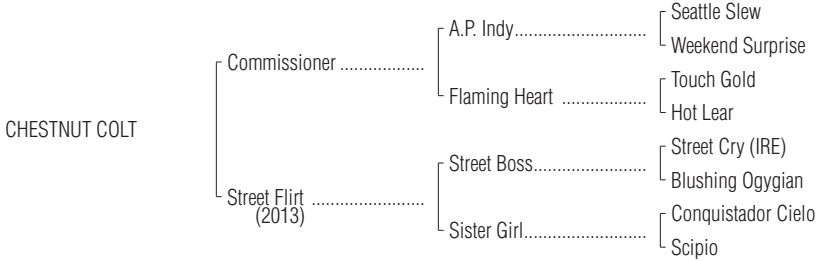 Seattle Slew
A.P. Indy..............................
Weekend Surprise
Commissioner ...................
Touch Gold
Flaming Heart ...................
Hot Lear
CHESTNUT COLT
Street Cry (IRE)
Street Boss..........................
Blushing Ogygian
Street Flirt .........................
(2013)
Conquistador Cielo
Sister Girl............................
Scipio